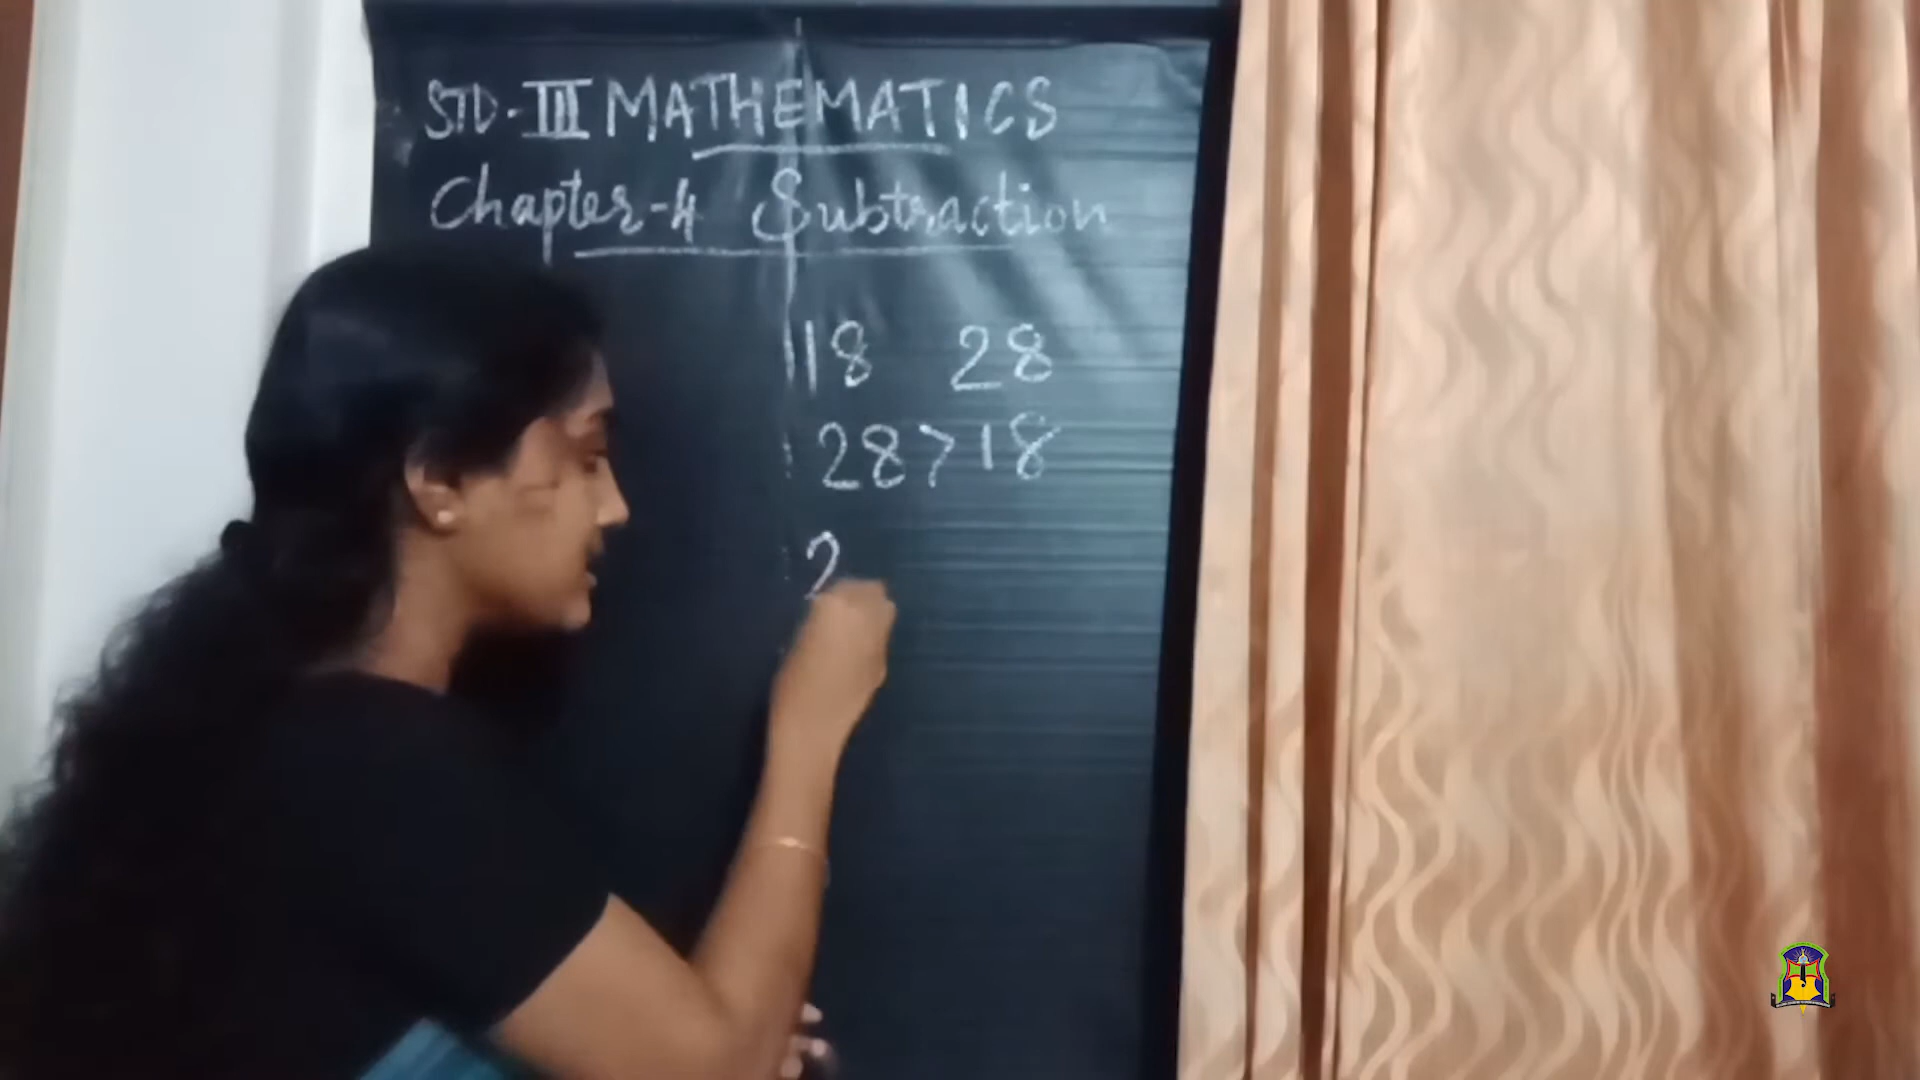 STD-III MATHEMATICS
Chapter-4 Subtraction
18 28
28>18
2